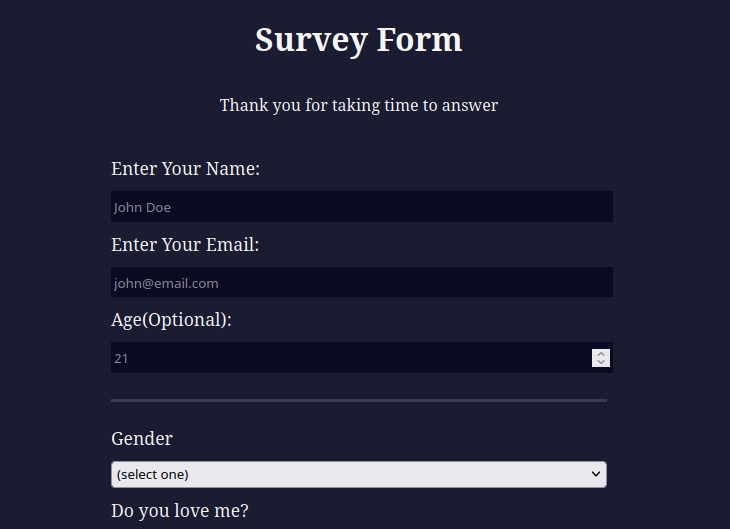 Survey Form
Thank you for taking time to answer
Enter Your Name:
John Doe
Enter Your Email:
john@email.com
Age(Optional):
21
Gender
(select one)
Do you love me?